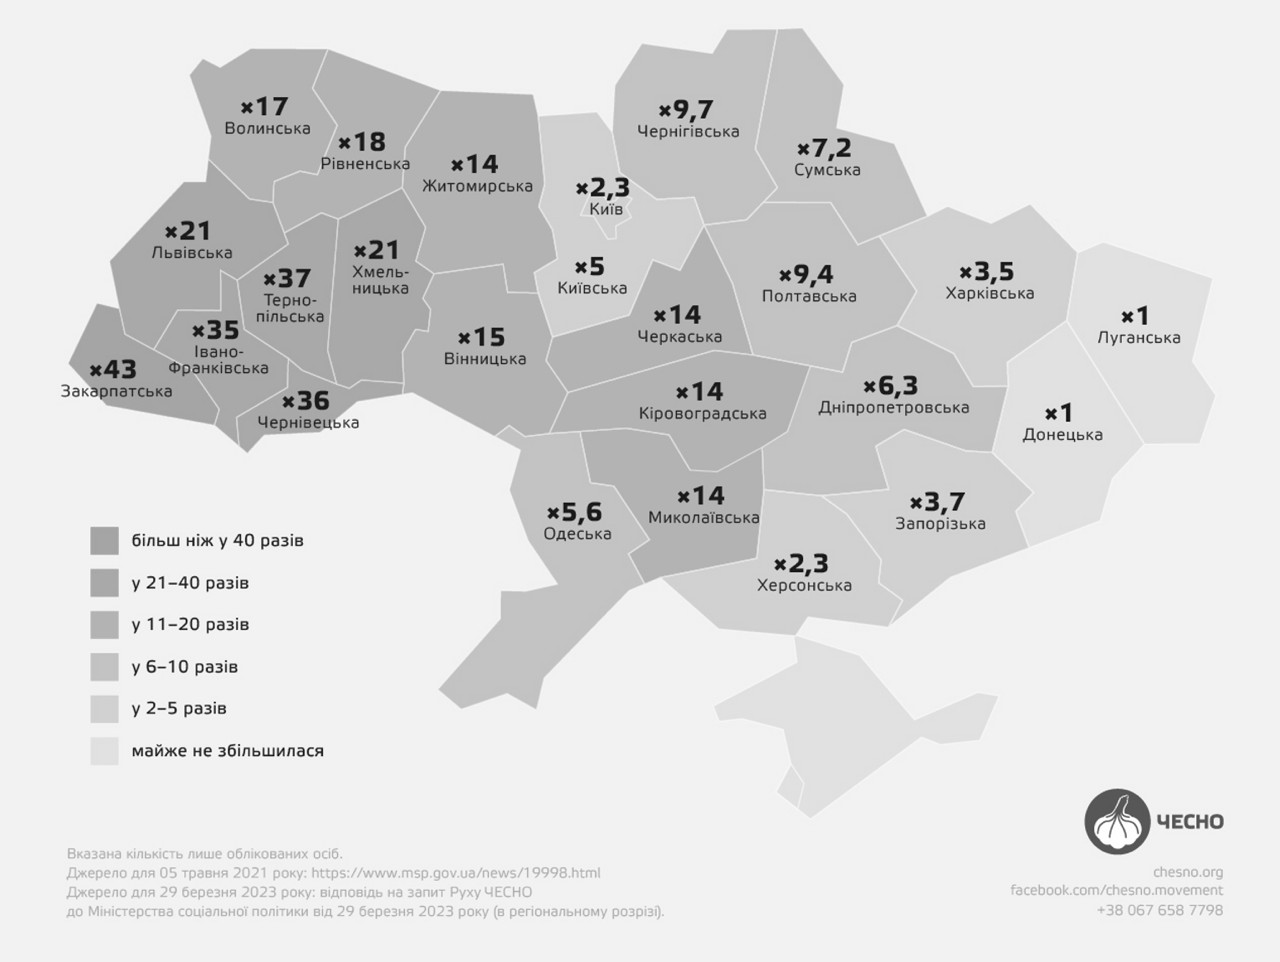 ×17
Волинська
×18
Рівненська
×14
Житомирська
×2,3
Київ
×9,7
Чернігівська
×7,2
Сумська
×21
Львівська
×37
Терно-
пільська
×21
Хмель-
ницька
×5
Київська
×9,4
Полтавська
×3,5
Харківська
×1
Луганська
×43
Закарпатська
×35
Івано-
Франківська
×36
Чернівецька
×15
Вінницька
×14
Черкаська
×14
Кіровоградська
×6,3
Дніпропетровська
×1
Донецька
×5,6
Одеська
×14
Миколаївська
×3,7
Запорізька
×2,3
Херсонська
більш ніж у 40 разів
у 21–40 разів
у 11–20 разів
у 6–10 разів
у 2–5 разів
майже не збільшилася
Вказана кількість лише облікованих осіб.
Джерело для 05 травня 2021 року: https://www.msp.gov.ua/news/19998.html
Джерело для 29 березня 2023 року: відповідь на запит Руху ЧЕСНО
до Міністерства соціальної політики від 29 березня 2023 року (в регіональному розрізі).
ЧЕСНО
chesno.org
facebook.com/chesno.movement
+38 067 658 7798